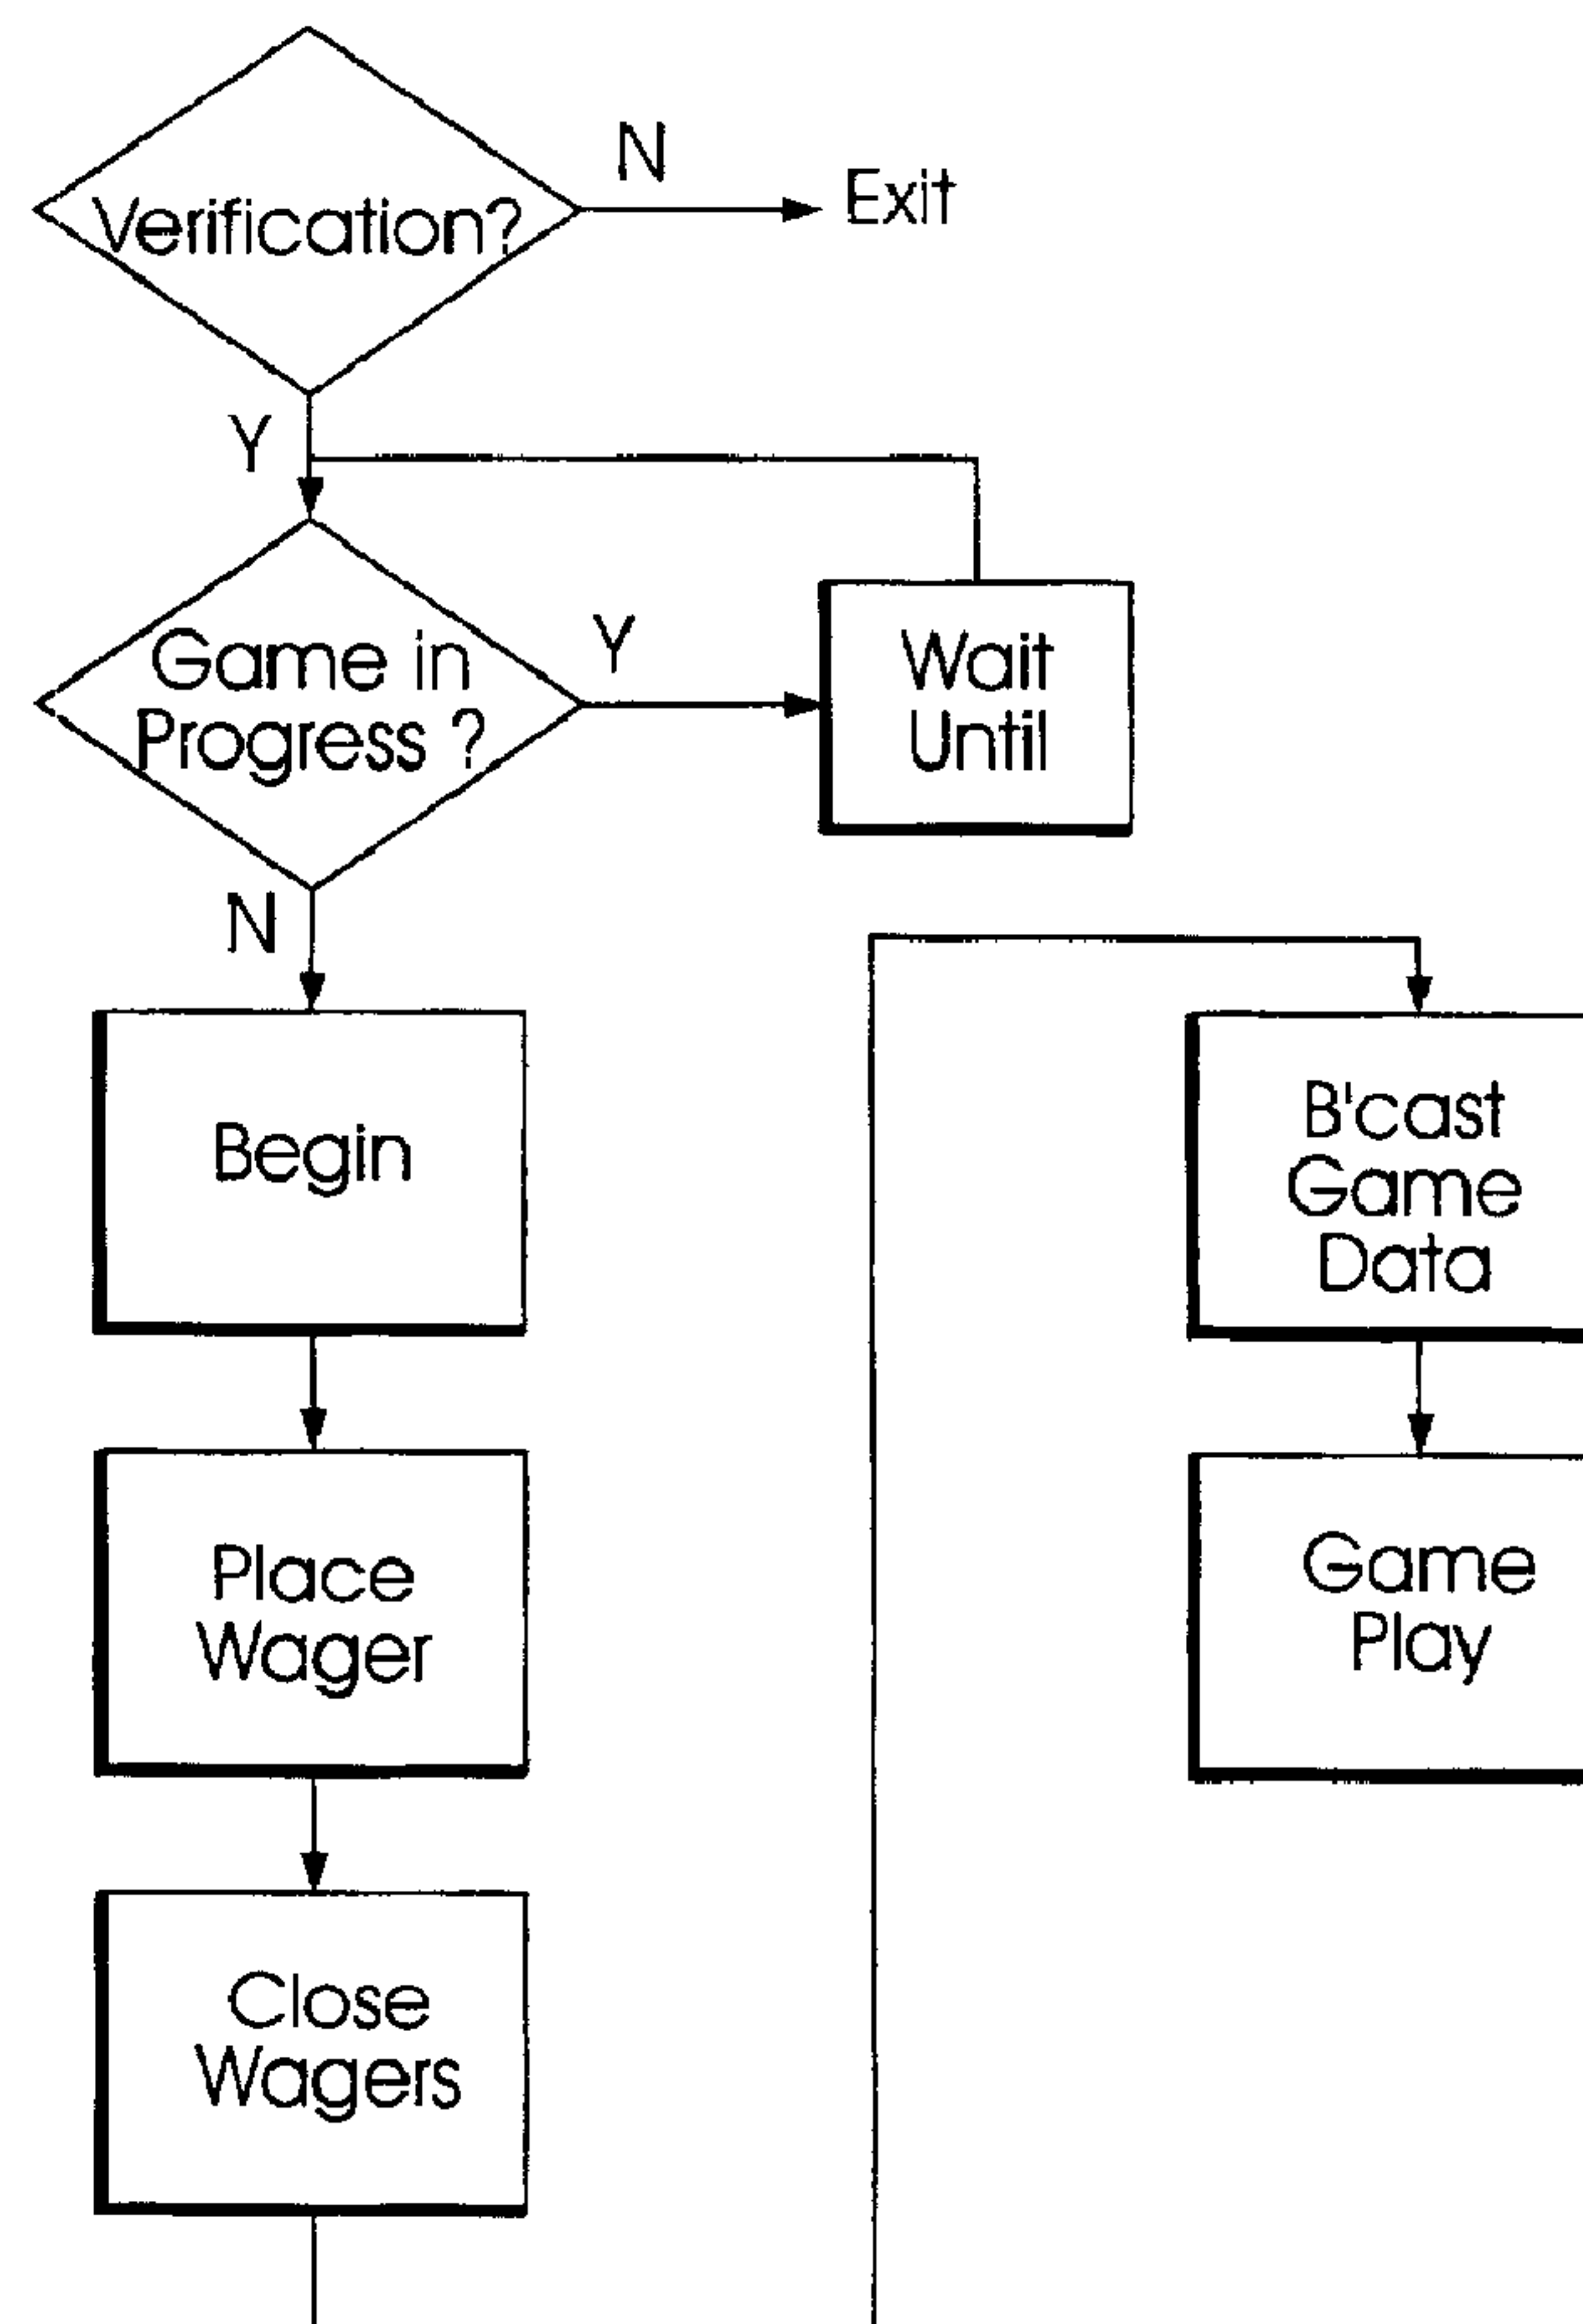 Verification?
N
Exit
Y
Game in
Progress ?
Y
Wait
Until
N
Begin
Place
Wager
Close
Wagers
B'cast
Game
Data
Game
Play